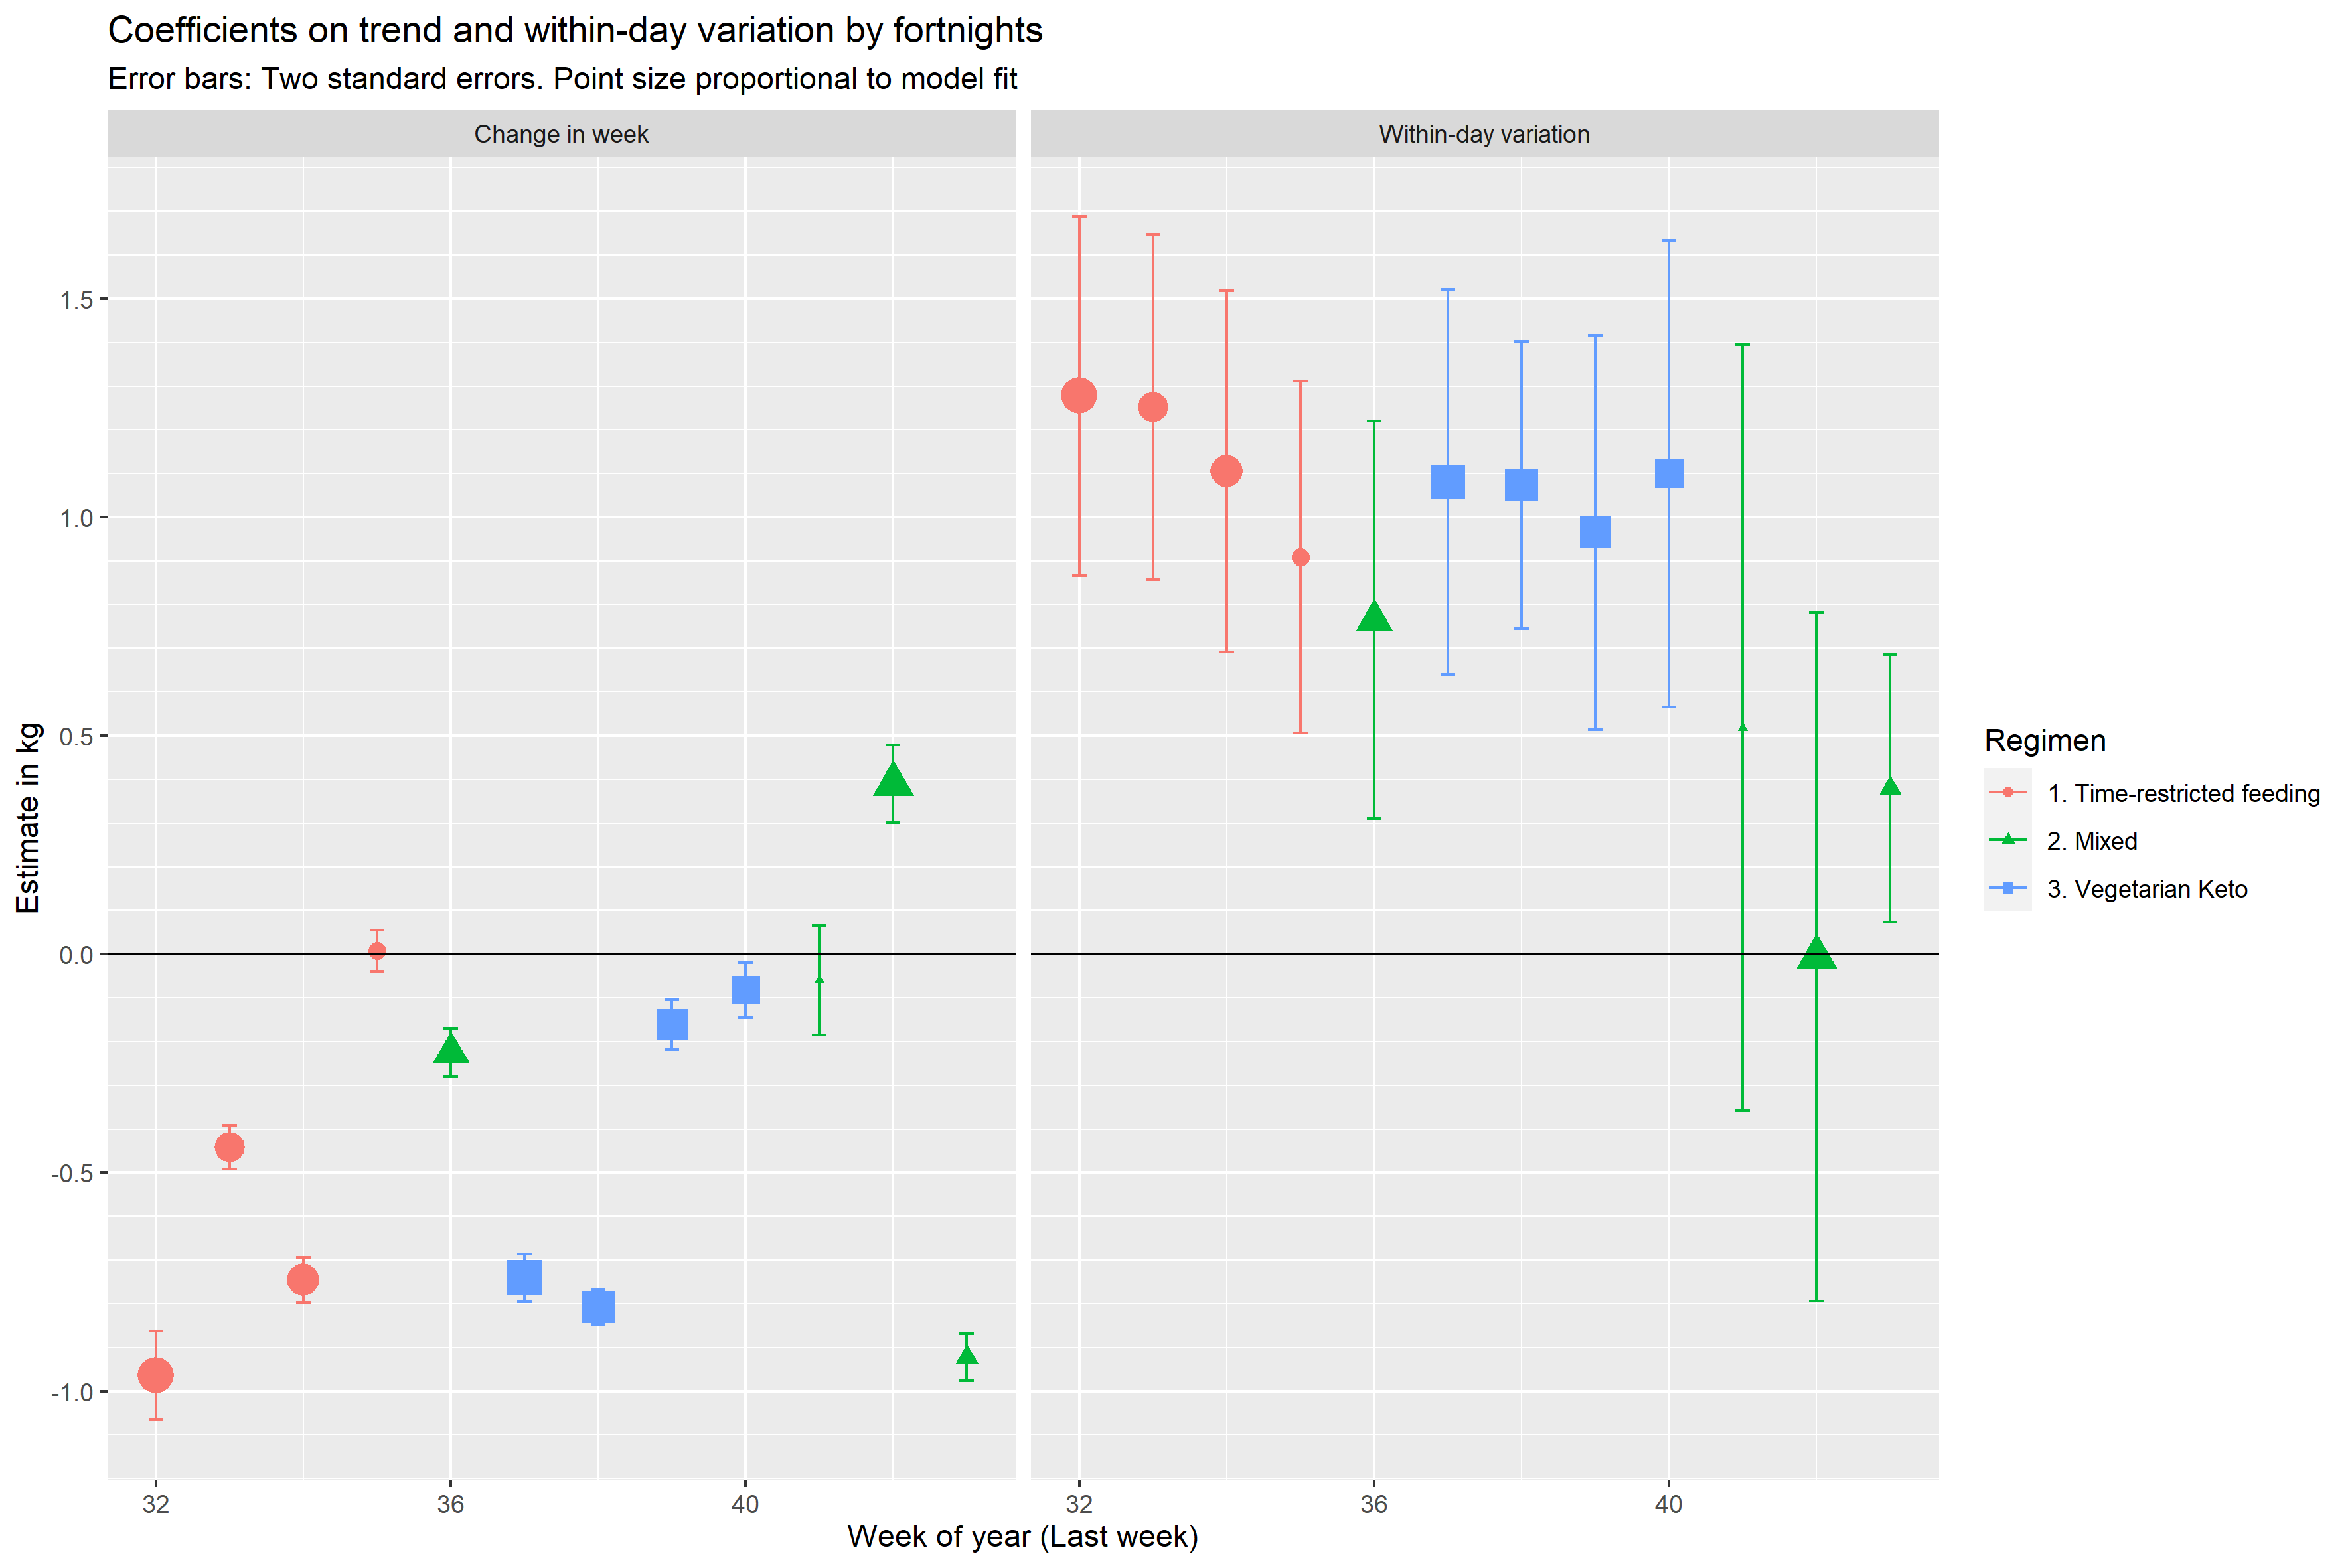 Coefficients on trend and within-day variation by fortnights
Error bars: Two standard errors. Point size proportional to model fit
Change in week
Within-day variation
Estimate in kg
1.5
1.0
0.5
0.0
-0.5
-1.0
32
36
40
32
36
40
Week of year (Last week)
Regimen
1. Time-restricted feeding
2. Mixed
3. Vegetarian Keto